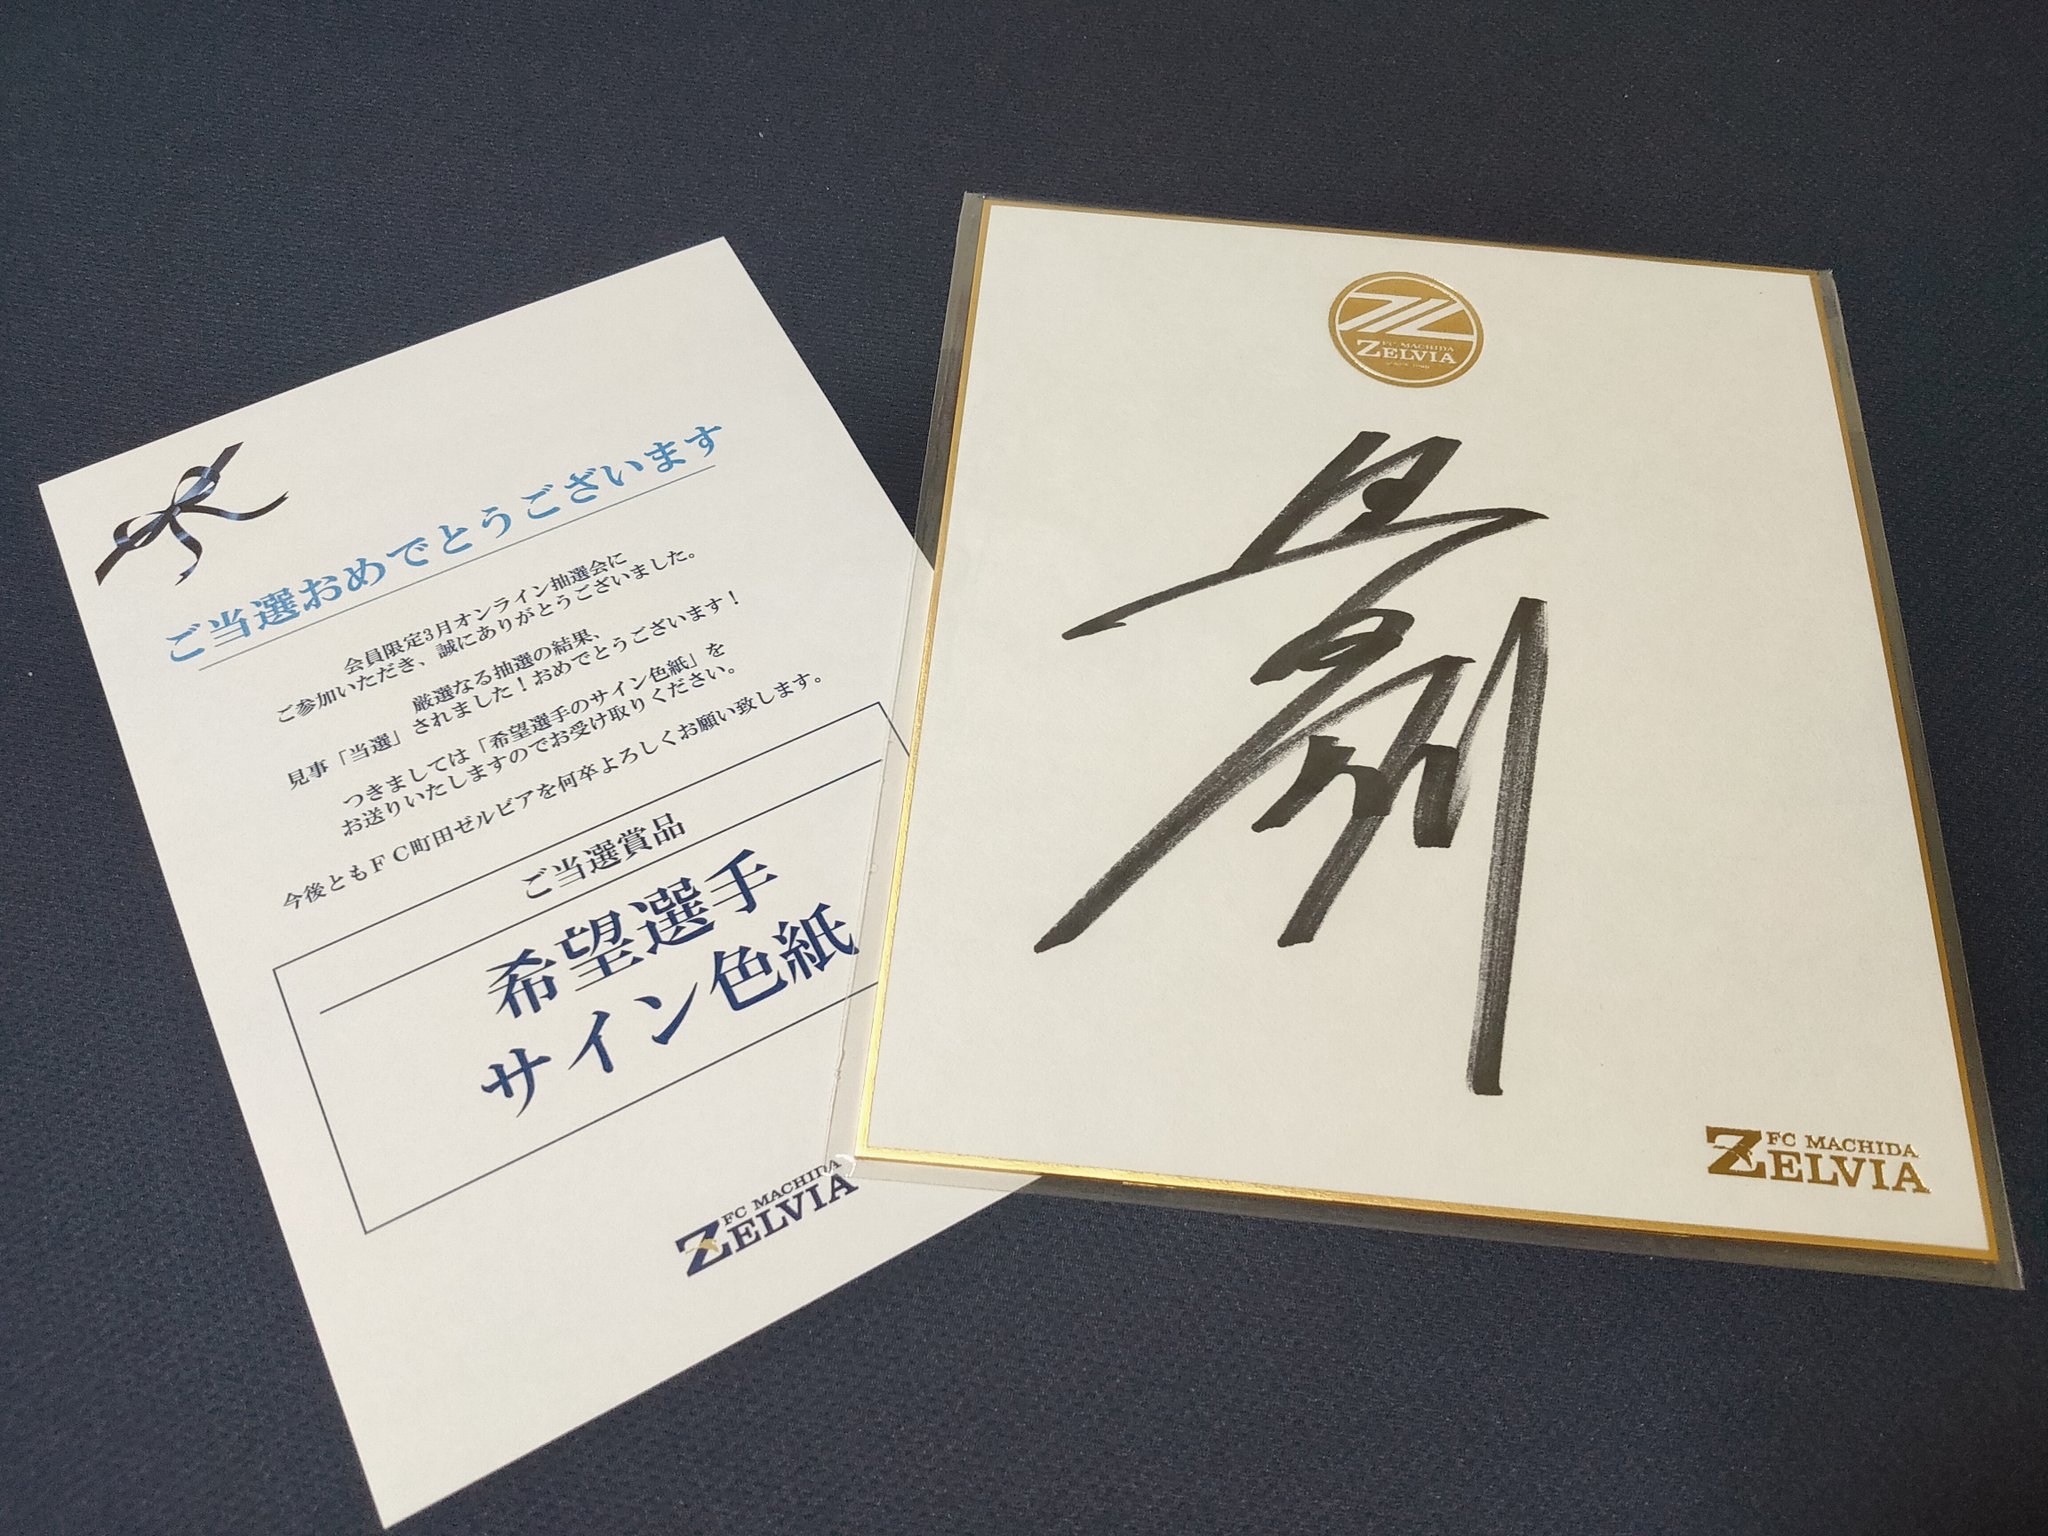 ご当選おめでとうございます
会員限定3月オンライン抽選会に
ご参加いただき、誠にありがとうございました。
厳選なる抽選の結果、
見事「当選」されました！おめでとうございます！
つきましては「希望選手のサイン色紙」を
お送りいたしますのでお受け取りください。
今後ともＦＣ町田ゼルビアを何卒よろしくお願い致します。
ご当選賞品
希望選手
サイン色紙
FC MACHIDA
ZELVIA
FC MACHIDA
ZELVIA
FC MACHIDA
ZELVIA